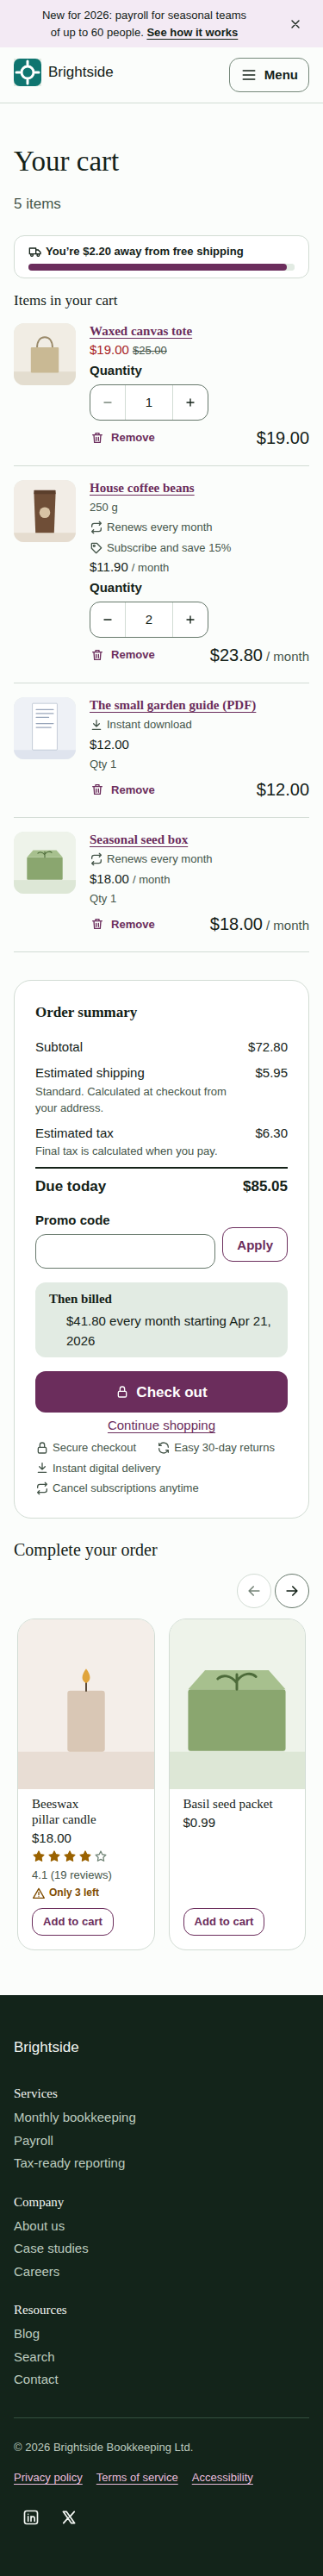 New for 2026: payroll for seasonal teams
of up to 60 people. See how it works
Brightside
Menu
Your cart
5 items
You're $2.20 away from free shipping
Items in your cart
Waxed canvas tote
$19.00 $25.00
Quantity
− 1 +
Remove
$19.00
House coffee beans
250 g
Renews every month
Subscribe and save 15%
$11.90 / month
Quantity
− 2 +
Remove
$23.80 / month
The small garden guide (PDF)
Instant download
$12.00
Qty 1
Remove
$12.00
Seasonal seed box
Renews every month
$18.00 / month
Qty 1
Remove
$18.00 / month
Order summary
Subtotal $72.80
Estimated shipping $5.95
Standard. Calculated at checkout from
your address.
Estimated tax $6.30
Final tax is calculated when you pay.
Due today $85.05
Promo code
Apply
Then billed
$41.80 every month starting Apr 21,
2026
Check out
Continue shopping
Secure checkout Easy 30-day returns
Instant digital delivery
Cancel subscriptions anytime
Complete your order
Beeswax
pillar candle
$18.00
4.1 (19 reviews)
Only 3 left
Add to cart
Basil seed packet
$0.99
Add to cart
Brightside
Services
Monthly bookkeeping
Payroll
Tax-ready reporting
Company
About us
Case studies
Careers
Resources
Blog
Search
Contact
© 2026 Brightside Bookkeeping Ltd.
Privacy policy Terms of service Accessibility